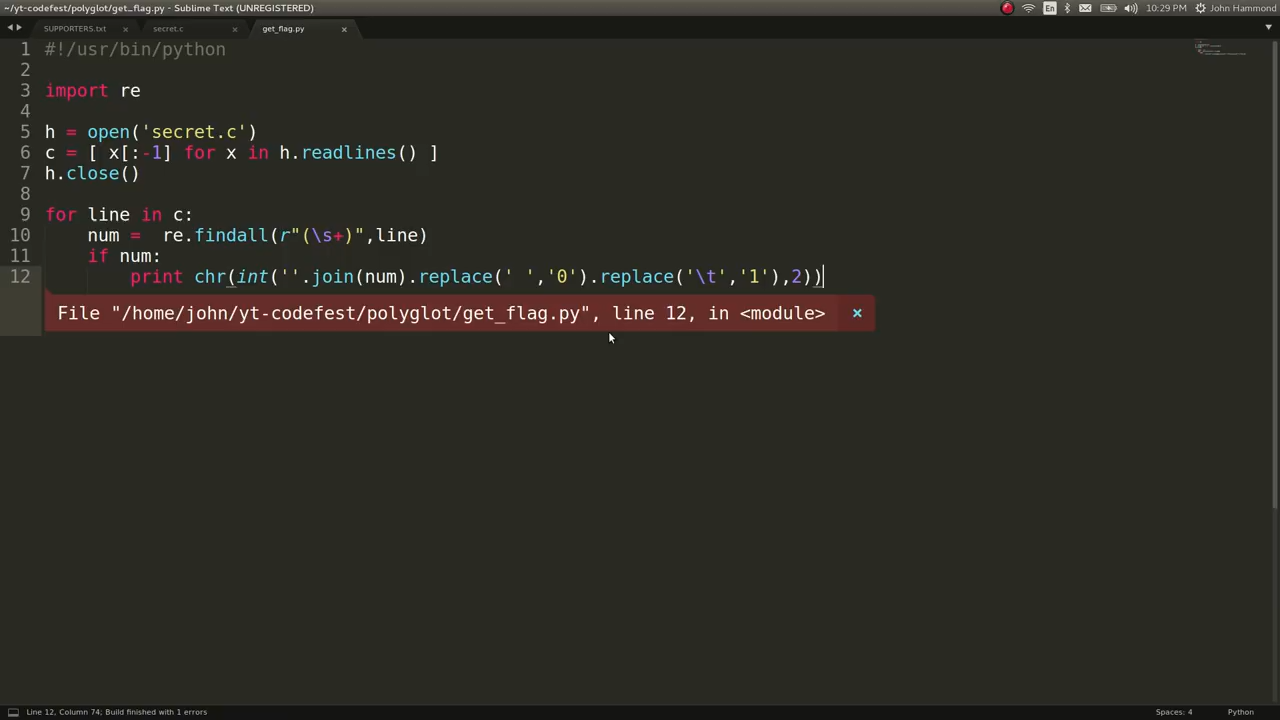 ~/yt-codefest/polyglot/get_flag.py - Sublime Text (UNREGISTERED)
En
10:29 PM
John Hammond
SUPPORTERS.txt ×
secret.c ×
get_flag.py ×
1 #!/usr/bin/python
2
3 import re
4
5 h = open('secret.c')
6 c = [ x[:-1] for x in h.readlines() ]
7 h.close()
8
9 for line in c:
10     num =  re.findall(r"(\s+)",line)
11     if num:
12         print chr(int(''.join(num).replace(' ','0').replace('\t','1'),2))
File "/home/john/yt-codefest/polyglot/get_flag.py", line 12, in <module> ×
Line 12, Column 74; Build finished with 1 errors
Spaces: 4
Python